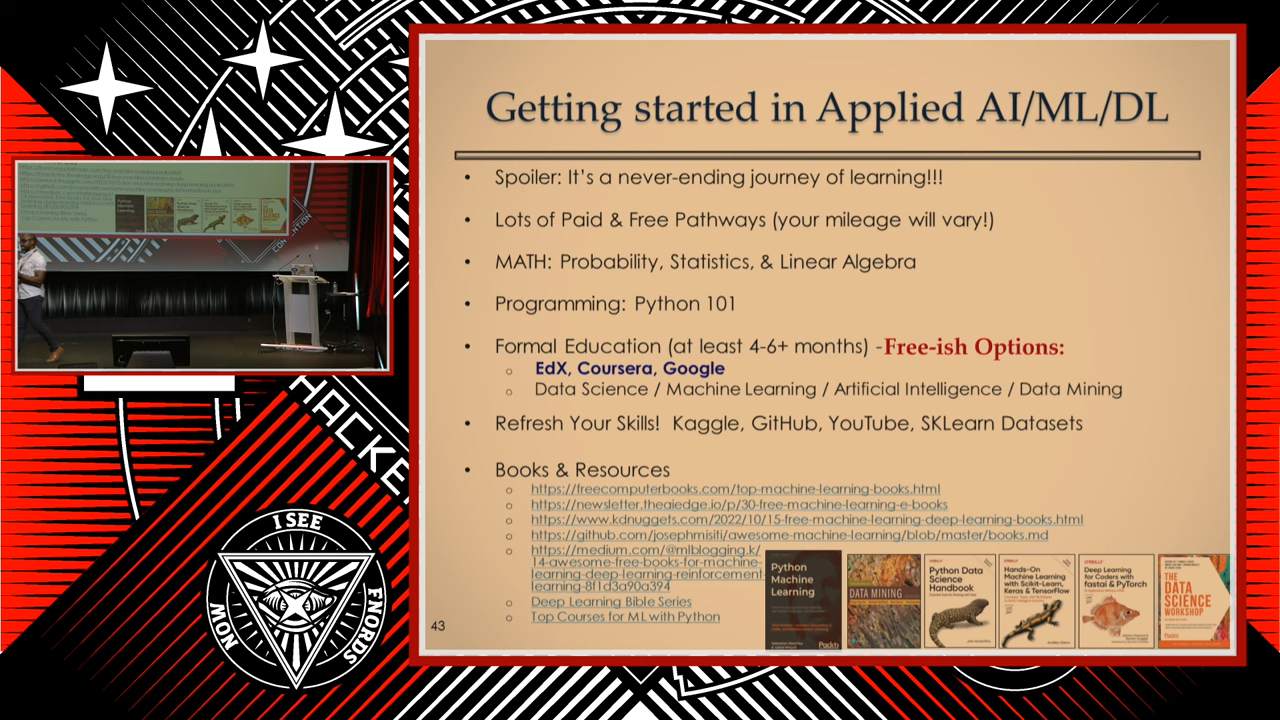 Getting started in Applied AI/ML/DL
• Spoiler: It's a never-ending journey of learning!!!
• Lots of Paid & Free Pathways (your mileage will vary!)
• MATH: Probability, Statistics, & Linear Algebra
• Programming: Python 101
• Formal Education (at least 4-6+ months) -Free-ish Options:
o EdX, Coursera, Google
o Data Science / Machine Learning / Artificial Intelligence / Data Mining
• Refresh Your Skills! Kaggle, GitHub, YouTube, SKLearn Datasets
• Books & Resources
o https://freecomputerbooks.com/top-machine-learning-books.html
o https://newsletter.theaiedge.io/p/30-free-machine-learning-e-books
o https://www.kdnuggets.com/2022/10/15-free-machine-learning-deep-learning-books.html
o https://github.com/josephmisiti/awesome-machine-learning/blob/master/books.md
o https://medium.com/@mlblogging.k/
14-awesome-free-books-for-machine-
learning-deep-learning-reinforcement-
learning-8f1d3a90a394
o Deep Learning Bible Series
o Top Courses for ML with Python
43
Python
Machine
Learning
Packt
DATA MINING
O'REILLY
Python Data
Science
Handbook
O'REILLY
Hands-On
Machine Learning
with Scikit-Learn,
Keras & TensorFlow
O'REILLY
Deep Learning
for Coders with
fastai & PyTorch
THE
DATA
SCIENCE
WORKSHOP
Packt
HACKE
I SEE
FNORDS
NOW